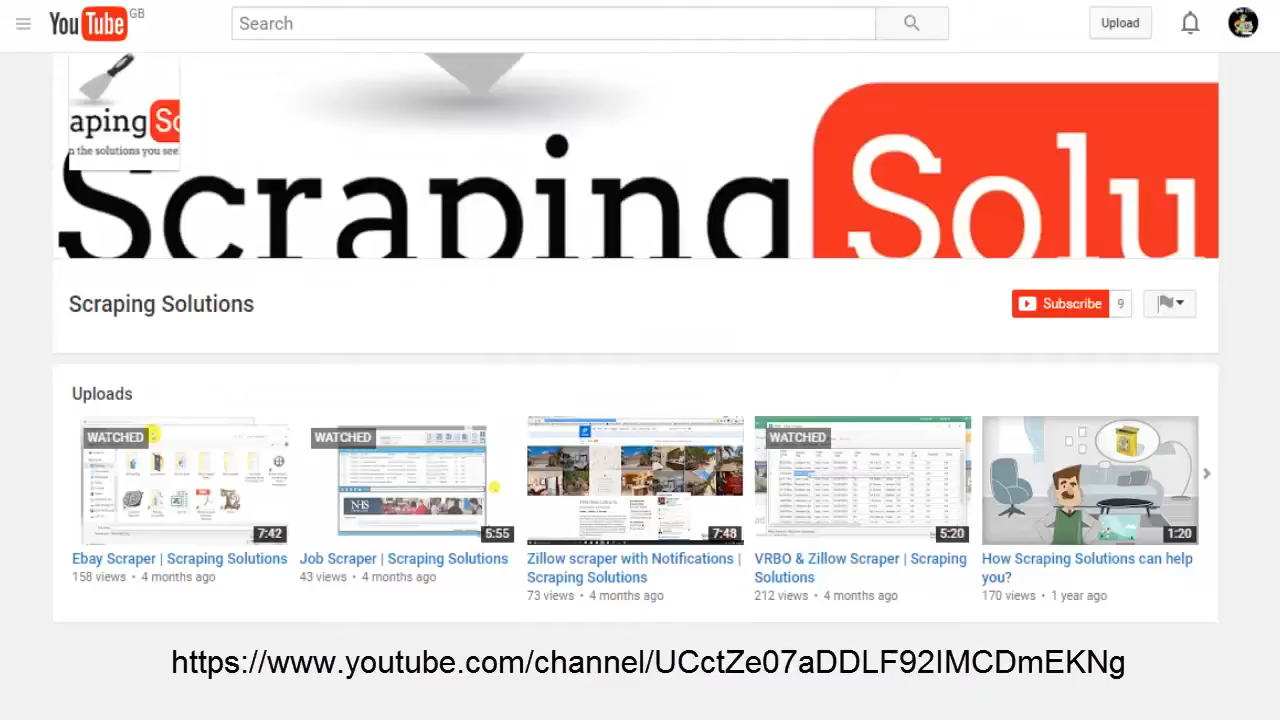 You Tube GB
Search
Upload
aping So
n the solutions you see
Scraping Solu
Scraping Solutions
Subscribe 9
Uploads
WATCHED
7:42
WATCHED
5:55
7:48
WATCHED
5:20
1:20
Ebay Scraper | Scraping Solutions
158 views • 4 months ago
Job Scraper | Scraping Solutions
43 views • 4 months ago
Zillow scraper with Notifications |
Scraping Solutions
73 views • 4 months ago
VRBO & Zillow Scraper | Scraping
Solutions
212 views • 4 months ago
How Scraping Solutions can help
you?
170 views • 1 year ago
https://www.youtube.com/channel/UCctZe07aDDLF92IMCDmEKNg